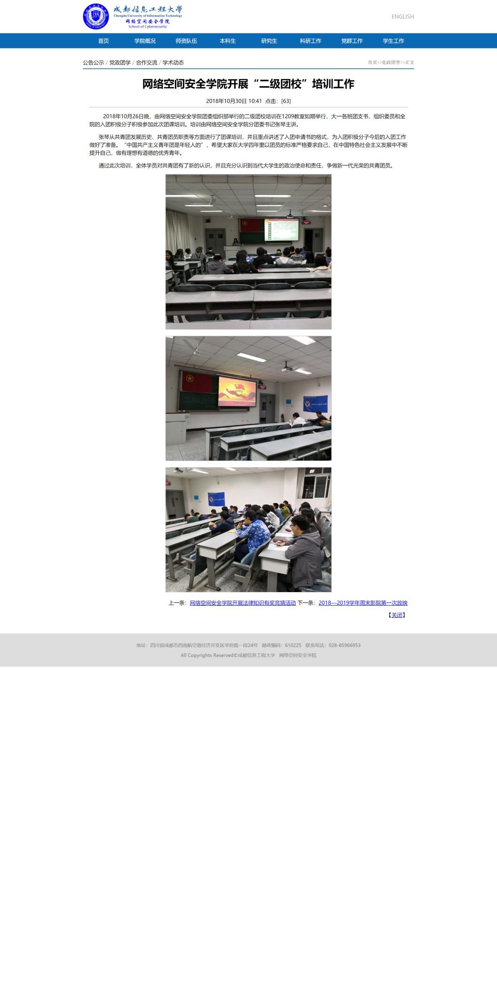 成都信息工程大學
Chengdu University of Information Technology
网络空间安全学院
School of Cybersecurity
ENGLISH
首页 学院概况 师资队伍 本科生 研究生 科研工作 党群工作 学生工作
公告公示 / 党政团学 / 合作交流 / 学术动态
首页>>党政团学>>正文
网络空间安全学院开展“二级团校”培训工作
2018年10月30日 10:41 点击：[63]
2018年10月26日晚，由网络空间安全学院团委组织部举行的二级团校培训在1209教室如期举行，大一各班团支书、组织委员和全
院的入团积极分子积极参加此次团课培训。培训由网络空间安全学院分团委书记张琴主讲。
张琴从共青团发展历史、共青团员职责等方面进行了团课培训，并且重点讲述了入团申请书的格式，为入团积极分子今后的入团工作
做好了准备。“中国共产主义青年团是年轻人的”，希望大家在大学四年里以团员的标准严格要求自己，在中国特色社会主义发展中不断
提升自己，做有理想有道德的优秀青年。
通过此次培训，全体学员对共青团有了新的认识，并且充分认识到当代大学生的政治使命和责任，争做新一代光荣的共青团员。
二级团校
上一条：网络空间安全学院开展法律知识有奖竞猜活动 下一条：2018—2019学年周末影院第一次放映
【关闭】
地址：四川省成都市西南航空港经济开发区学府路一段24号 邮政编码：610225 联系电话：028-85966953
All Copyrights Reserved©成都信息工程大学 网络空间安全学院